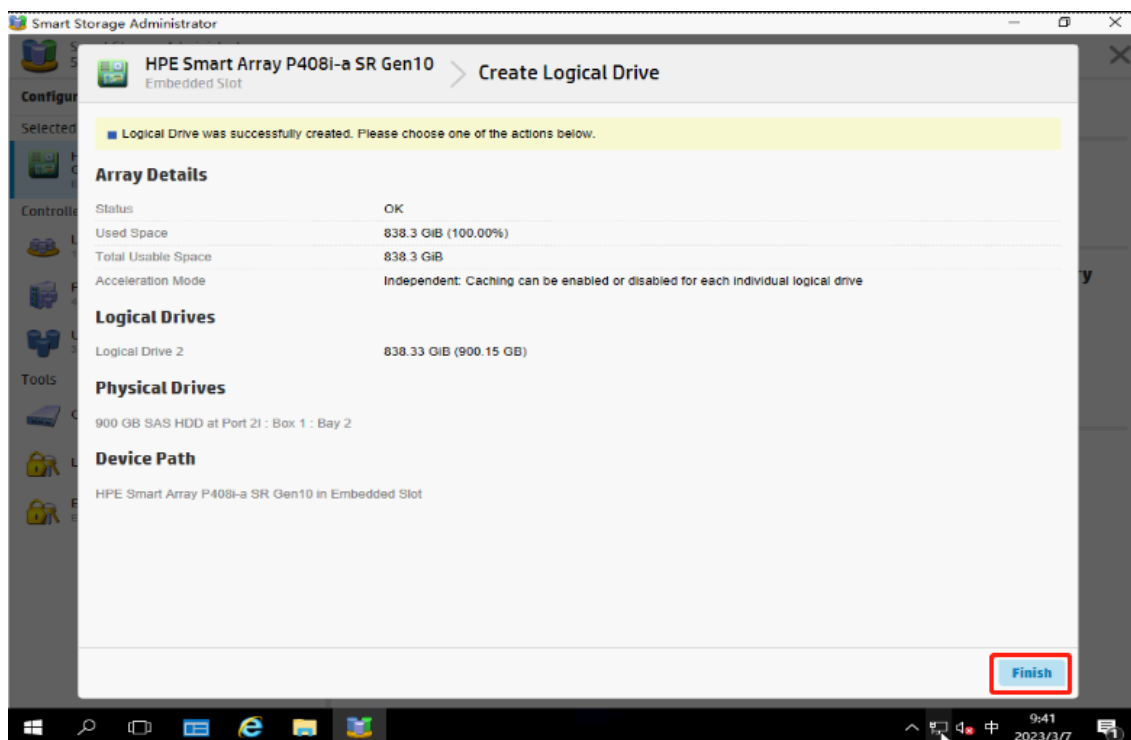 Smart Storage Administrator
HPE Smart Array P408i-a SR Gen10
Embedded Slot
Create Logical Drive
Configur
Selected
Logical Drive was successfully created. Please choose one of the actions below.
Array Details
Status OK
Controlle
Used Space 838.3 GiB (100.00%)
Total Usable Space 838.3 GiB
Acceleration Mode Independent: Caching can be enabled or disabled for each individual logical drive
Logical Drives
Logical Drive 2 838.33 GiB (900.15 GB)
Tools
Physical Drives
900 GB SAS HDD at Port 2I : Box 1 : Bay 2
Device Path
HPE Smart Array P408i-a SR Gen10 in Embedded Slot
Finish
中
9:41
2023/3/7